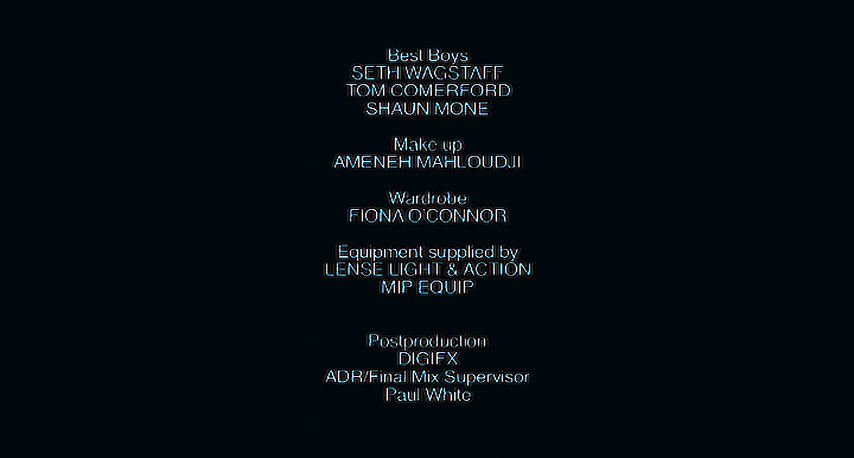 Best Boys
SETH WAGSTAFF
TOM COMERFORD
SHAUN MONE
Make up
AMENEH MAHLOUDJI
Wardrobe
FIONA O'CONNOR
Equipment supplied by
LENSE LIGHT & ACTION
MIP EQUIP
Postproduction
DIGIFX
ADR/Final Mix Supervisor
Paul White